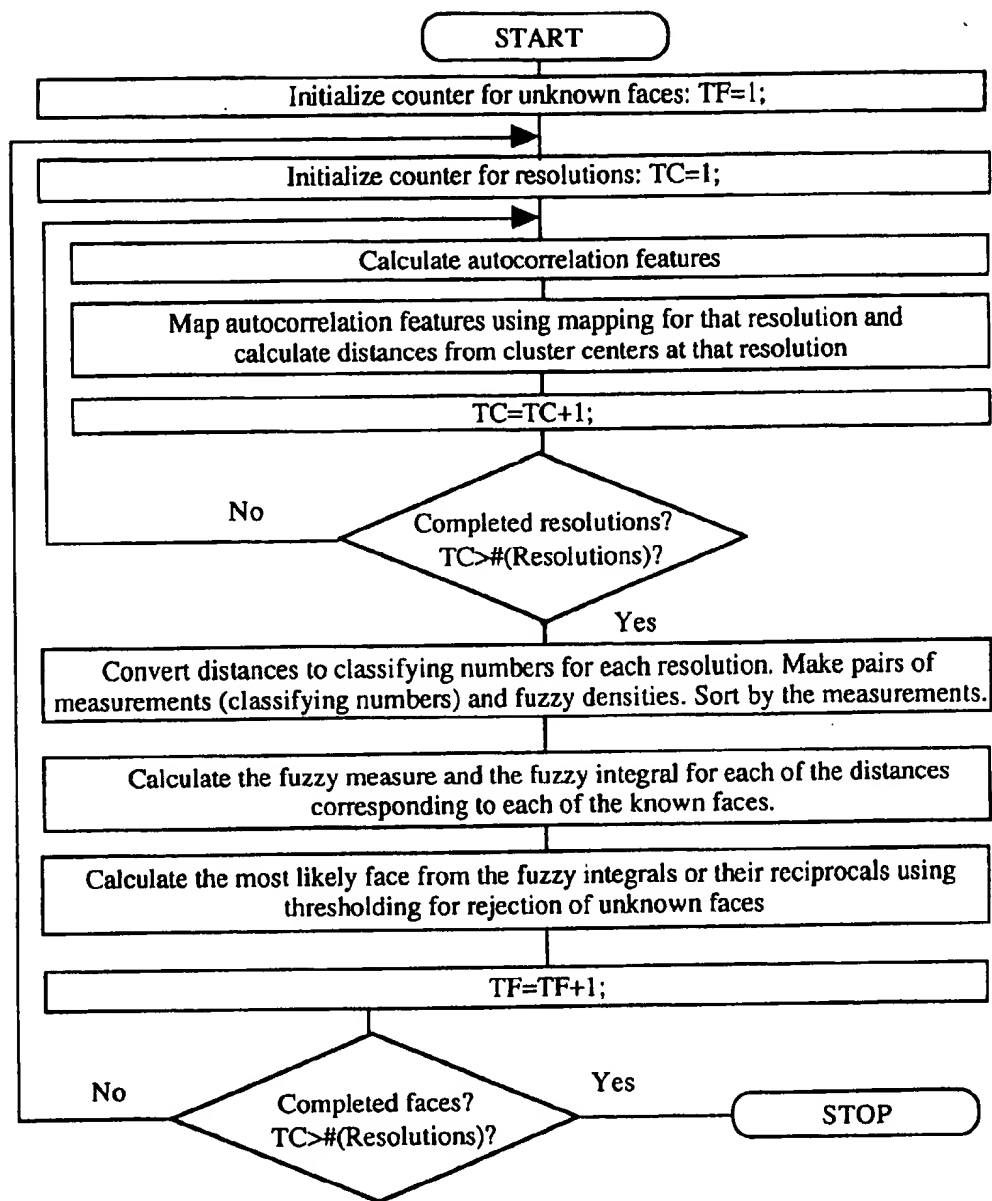 START
Initialize counter for unknown faces: TF=1;
Initialize counter for resolutions: TC=1;
Calculate autocorrelation features
Map autocorrelation features using mapping for that resolution and
calculate distances from cluster centers at that resolution
TC=TC+1;
No
Completed resolutions?
TC>#(Resolutions)?
Yes
Convert distances to classifying numbers for each resolution. Make pairs of
measurements (classifying numbers) and fuzzy densities. Sort by the measurements.
Calculate the fuzzy measure and the fuzzy integral for each of the distances
corresponding to each of the known faces.
Calculate the most likely face from the fuzzy integrals or their reciprocals using
thresholding for rejection of unknown faces
TF=TF+1;
No
Yes
Completed faces?
TC>#(Resolutions)?
STOP